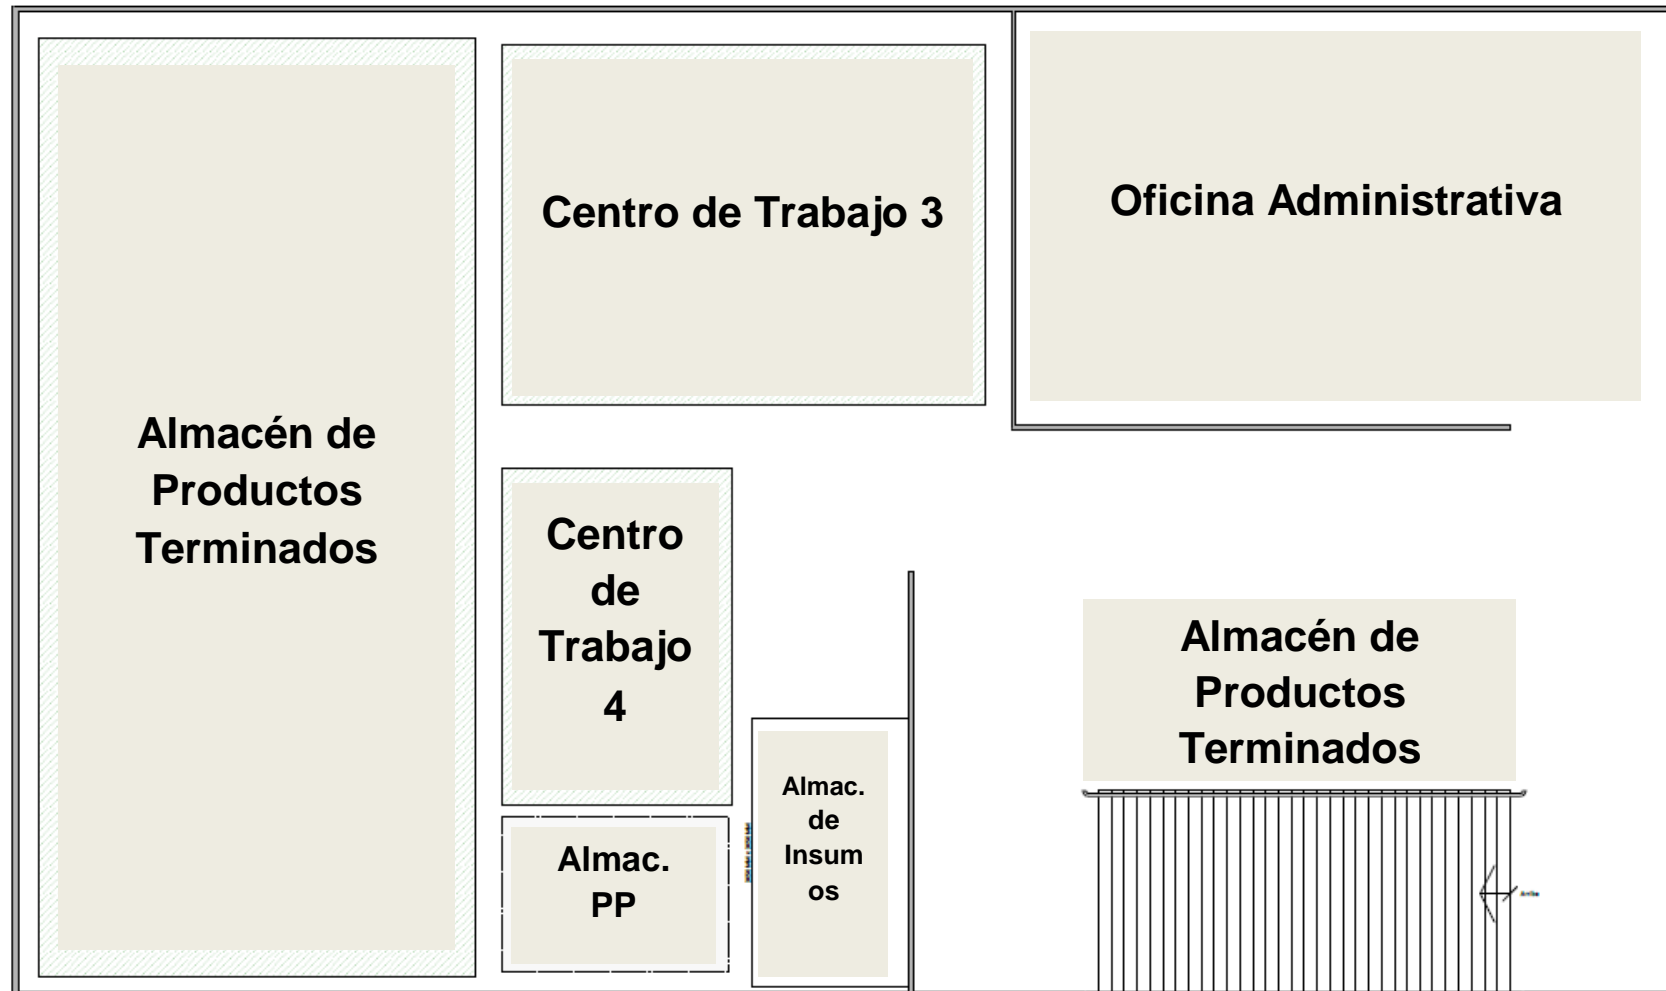 Centro de Trabajo 3
Oficina Administrativa
Almacén de
Productos
Terminados
Centro
de
Trabajo
4
Almacén de
Productos
Terminados
Almac.
de
Insum
os
Almac.
PP
Arriba